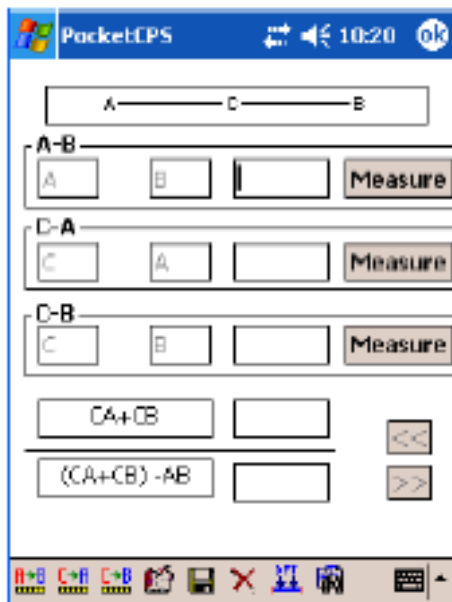 PocketCPS 10:20 ok
A C B
A-B
A B Measure
C-A
C A Measure
C-B
C B Measure
CA+CB
<<
(CA+CB) -AB
>>
A→B C→A C→B